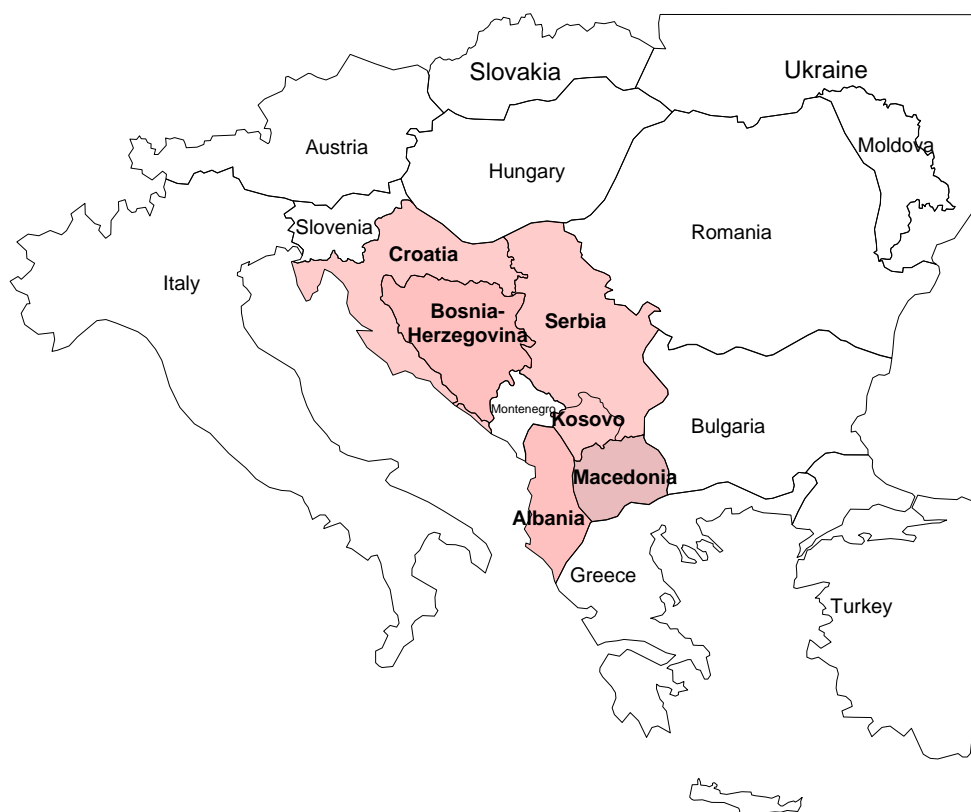 Slovakia
Ukraine
Austria
Moldova
Hungary
Slovenia
Romania
Croatia
Italy
Bosnia-
Herzegovina
Serbia
Montenegro
Kosovo
Bulgaria
Macedonia
Albania
Greece
Turkey